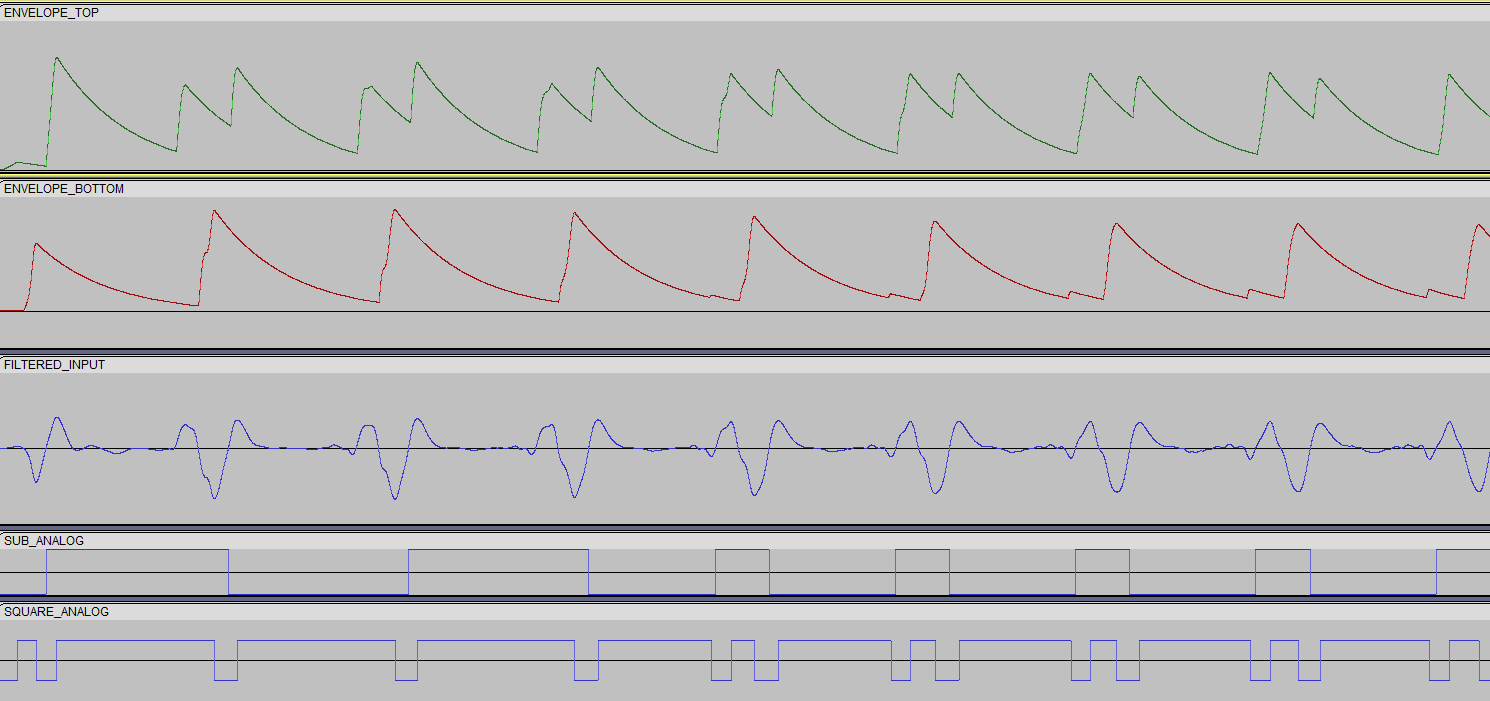 ENVELOPE_TOP
ENVELOPE_BOTTOM
FILTERED_INPUT
SUB_ANALOG
SQUARE_ANALOG